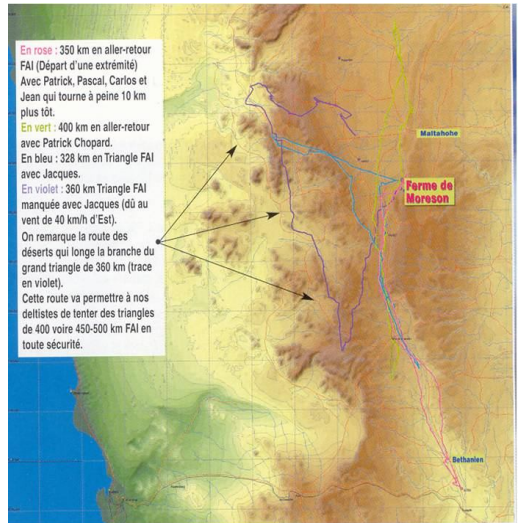 En rose : 350 km en aller-retour
FAI (Départ d'une extrémité)
Avec Patrick, Pascal, Carlos et
Jean qui tourne à peine 10 km
plus tôt.
En vert : 400 km en aller-retour
avec Patrick Chopard.
En bleu : 328 km en Triangle FAI
avec Jacques.
En violet : 360 km Triangle FAI
manquée avec Jacques (dû au
vent de 40 km/h d'Est).
On remarque la route des
déserts qui longe la branche du
grand triangle de 360 km (trace
en violet).
Cette route va permettre à nos
deltistes de tenter des triangles
de 400 voire 450-500 km FAI en
toute sécurité.
Maltahohe
Ferme de
Moreson
Bethanien